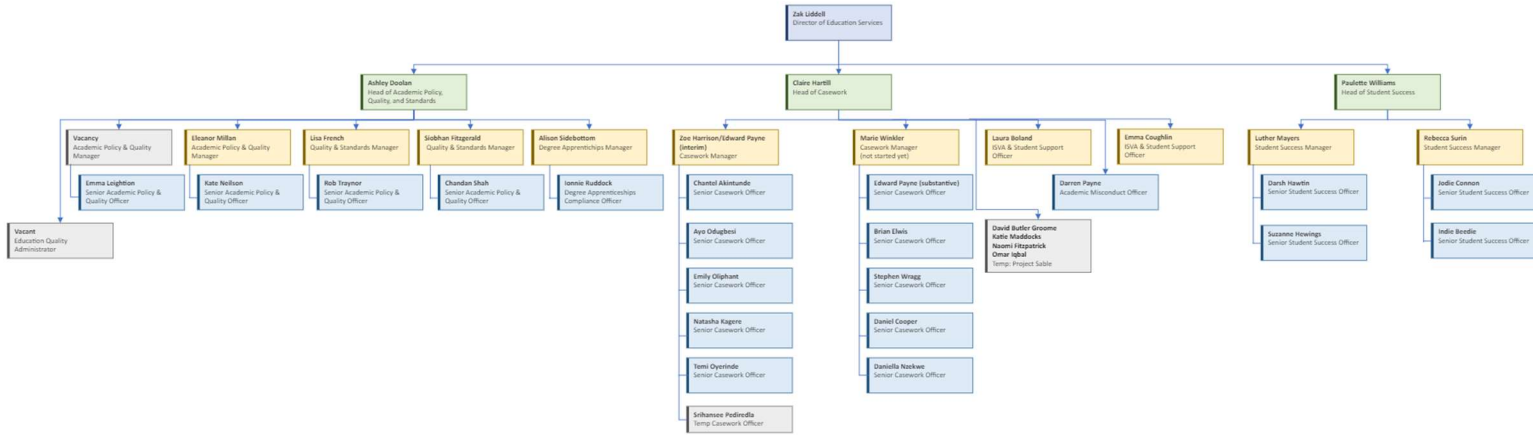 Zak Liddell
Director of Education Services
Ashley Doolan
Head of Academic Policy,
Quality, and Standards
Claire Hartill
Head of Casework
Paulette Williams
Head of Student Success
Vacancy
Academic Policy & Quality
Manager
Eleanor Millan
Academic Policy & Quality
Manager
Lisa French
Quality & Standards Manager
Siobhan Fitzgerald
Quality & Standards Manager
Alison Sidebottom
Degree Apprentichips Manager
Zoe Harrison/Edward Payne
(interim)
Casework Manager
Marie Winkler
Casework Manager
(not started yet)
Laura Boland
ISVA & Student Support
Officer
Emma Coughlin
ISVA & Student Support
Officer
Luther Mayers
Student Success Manager
Rebecca Surin
Student Success Manager
Emma Leighton
Senior Academic Policy &
Quality Officer
Kate Neilson
Senior Academic Policy &
Quality Officer
Rob Traynor
Senior Academic Policy &
Quality Officer
Chandan Shah
Senior Academic Policy &
Quality Officer
Ionnie Ruddock
Degree Apprenticeships
Compliance Officer
Chantel Akintunde
Senior Casework Officer
Edward Payne (substantive)
Senior Casework Officer
Darren Payne
Academic Misconduct Officer
Darsh Hawtin
Senior Student Success Officer
Jodie Connon
Senior Student Success Officer
Vacant
Education Quality
Administrator
Ayo Odugbesi
Senior Casework Officer
Brian Elwis
Senior Casework Officer
David Butler Groome
Katie Maddocks
Naomi Fitzpatrick
Omar Iqbal
Temp: Project Sable
Suzanne Hewings
Senior Student Success Officer
Indie Beedie
Senior Student Success Officer
Emily Oliphant
Senior Casework Officer
Stephen Wragg
Senior Casework Officer
Natasha Kagere
Senior Casework Officer
Daniel Cooper
Senior Casework Officer
Temi Oyerinde
Senior Casework Officer
Daniella Nzekwe
Senior Casework Officer
Srihansee Pediredla
Temp Casework Officer